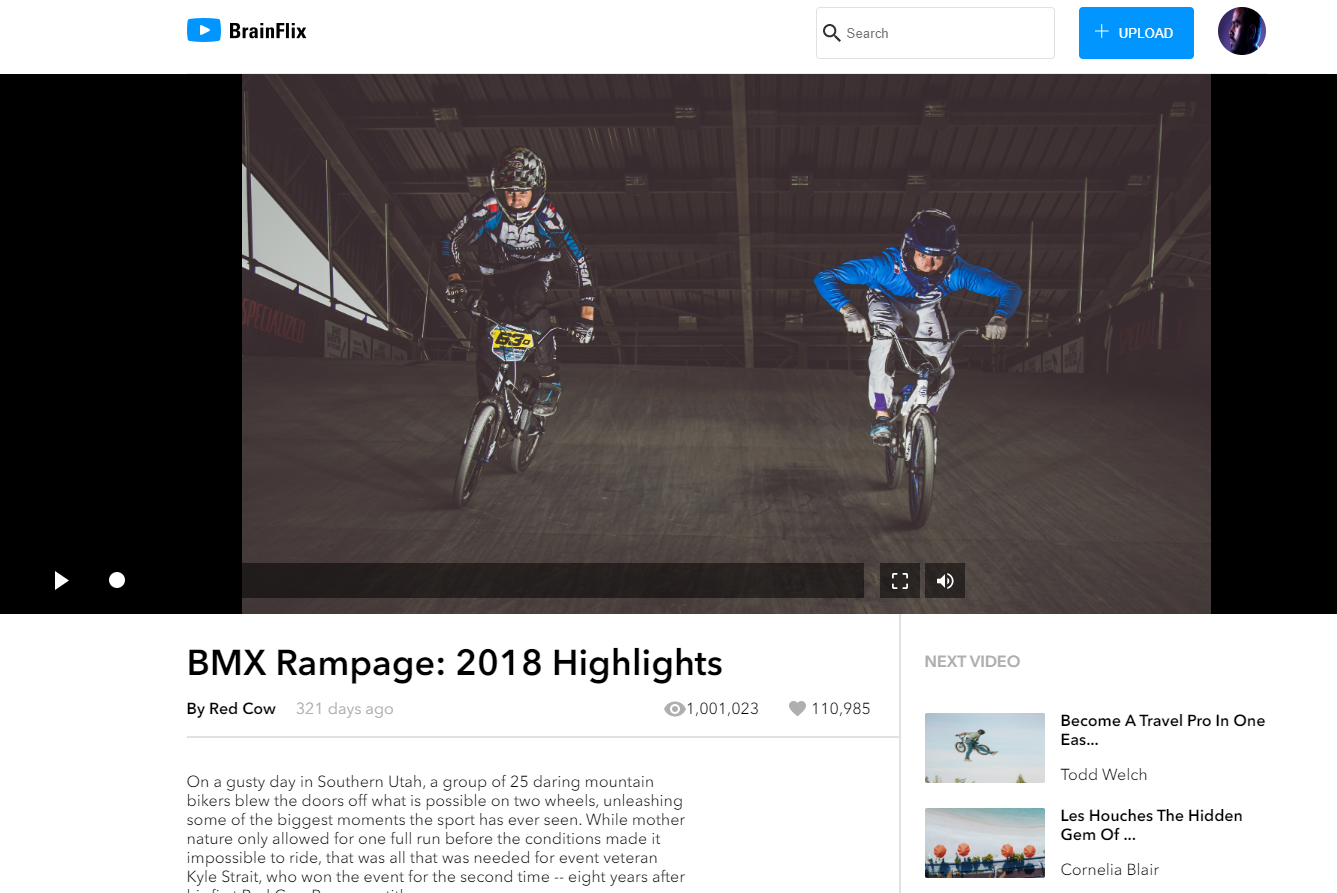 BrainFlix
Search
UPLOAD
SPECIALIZED
530
BMX Rampage: 2018 Highlights
By Red Cow 321 days ago 1,001,023 110,985
On a gusty day in Southern Utah, a group of 25 daring mountain
bikers blew the doors off what is possible on two wheels, unleashing
some of the biggest moments the sport has ever seen. While mother
nature only allowed for one full run before the conditions made it
impossible to ride, that was all that was needed for event veteran
Kyle Strait, who won the event for the second time -- eight years after
NEXT VIDEO
Become A Travel Pro In One
Eas...
Todd Welch
Les Houches The Hidden
Gem Of ...
Cornelia Blair